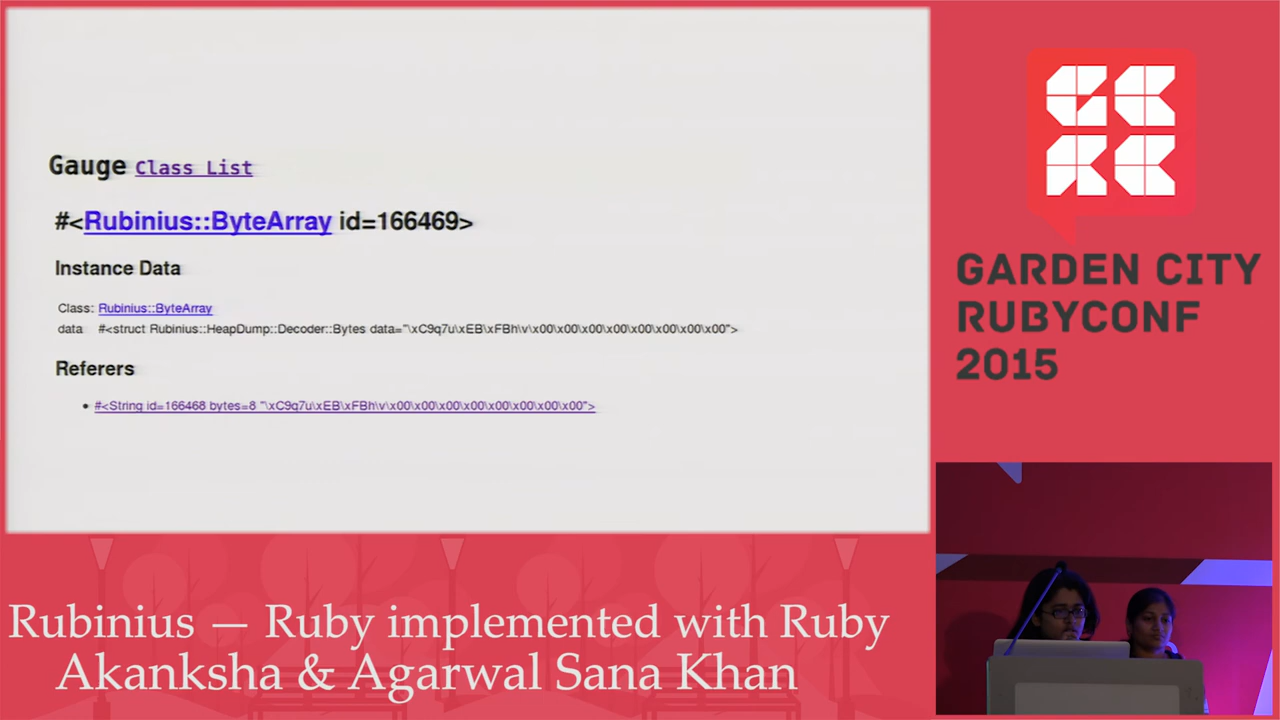 Gauge Class List
#<Rubinius::ByteArray id=166469>
Instance Data
Class: Rubinius::ByteArray
data #<struct Rubinius::HeapDump::Decoder::Bytes data="\xC9q7u\xEB\xFBh\v\x00\x00\x00\x00\x00\x00\x00\x00">
Referers
• #<String id=166468 bytes=8 "\xC9q7u\xEB\xFBh\v\x00\x00\x00\x00\x00\x00\x00\x00">
GARDEN CITY
RUBYCONF
2015
Rubinius — Ruby implemented with Ruby
Akanksha & Agarwal Sana Khan